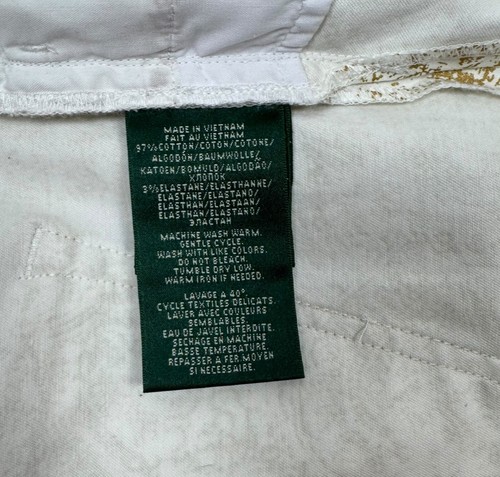 MADE IN VIETNAM
FAIT AU VIETNAM
97%COTTON/COTON/COTONE/
ALGODÓN/BAUMWOLLE/
KATOEN/BOMULD/ALGODÃO/
ХЛОПОК
3%ELASTANE/ELASTHANNE/
ELASTANE/ELASTANO/
ELASTHAN/ELASTAAN/
ELASTHAN/ELASTANO/
ЭЛАСТАН
MACHINE WASH WARM.
GENTLE CYCLE.
WASH WITH LIKE COLORS.
DO NOT BLEACH.
TUMBLE DRY LOW.
WARM IRON IF NEEDED.
LAVAGE A 40°.
CYCLE TEXTILES DELICATS.
LAVER AVEC COULEURS
SEMBLABLES.
EAU DE JAVEL INTERDITE.
SECHAGE EN MACHINE
BASSE TEMPERATURE.
REPASSER A FER MOYEN
SI NECESSAIRE.